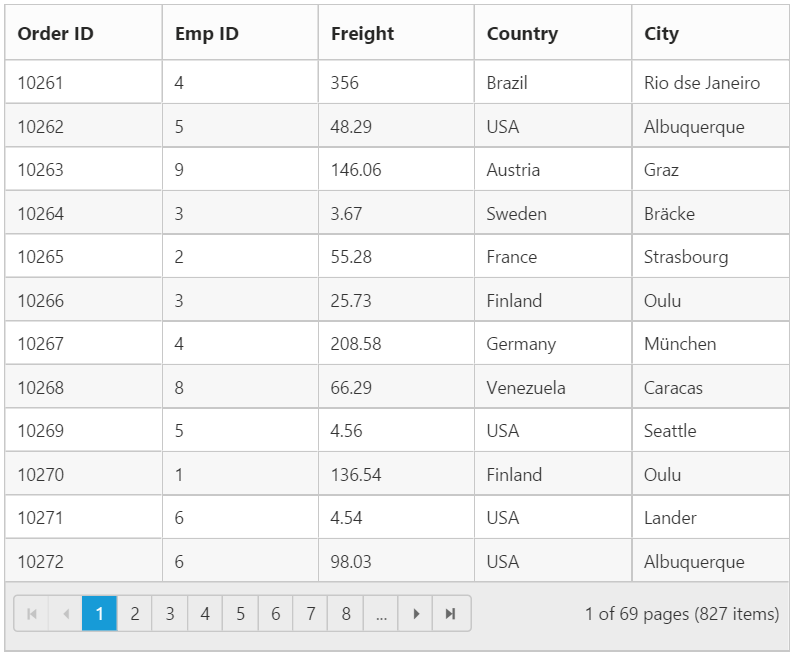 Order ID Emp ID Freight Country City
10261 4 356 Brazil Rio dse Janeiro
10262 5 48.29 USA Albuquerque
10263 9 146.06 Austria Graz
10264 3 3.67 Sweden Bräcke
10265 2 55.28 France Strasbourg
10266 3 25.73 Finland Oulu
10267 4 208.58 Germany München
10268 8 66.29 Venezuela Caracas
10269 5 4.56 USA Seattle
10270 1 136.54 Finland Oulu
10271 6 4.54 USA Lander
10272 6 98.03 USA Albuquerque
1 2 3 4 5 6 7 8 ... 1 of 69 pages (827 items)